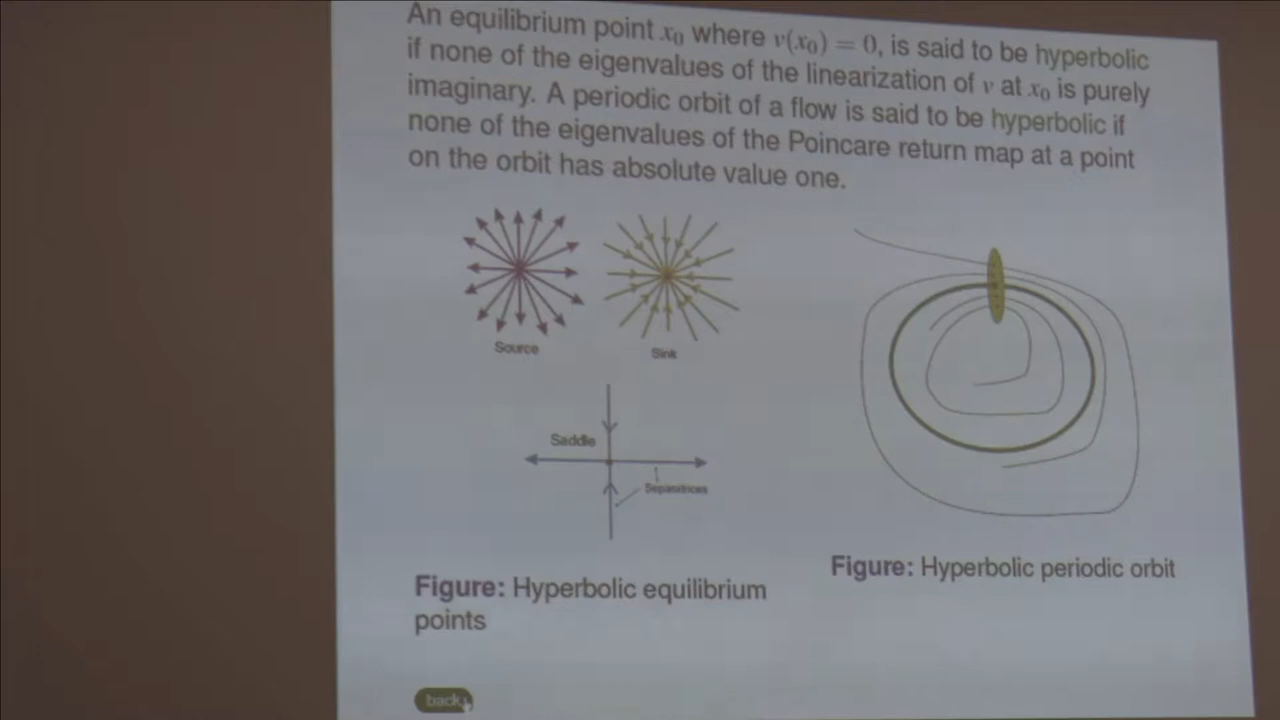 An equilibrium point x₀ where v(x₀) = 0, is said to be hyperbolic
if none of the eigenvalues of the linearization of v at x₀ is purely
imaginary. A periodic orbit of a flow is said to be hyperbolic if
none of the eigenvalues of the Poincare return map at a point
on the orbit has absolute value one.
Source
Sink
Saddle
Separatrices
Figure: Hyperbolic equilibrium
points
Figure: Hyperbolic periodic orbit
back